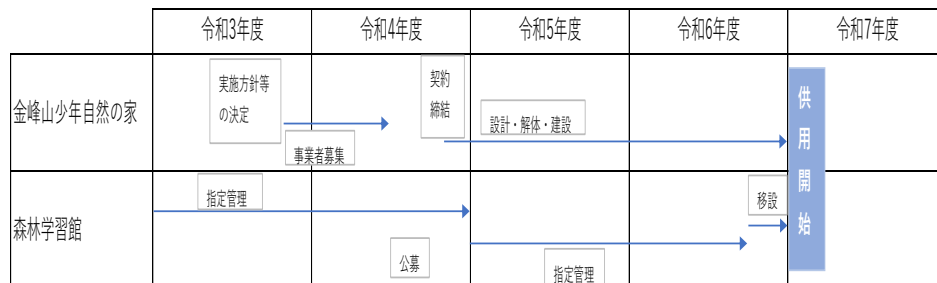 令和3年度
令和4年度
令和5年度
令和6年度
令和7年度
金峰山少年自然の家
実施方針等
の決定
事業者募集
契約
締結
設計・解体・建設
供用開始
森林学習館
指定管理
公募
指定管理
移設